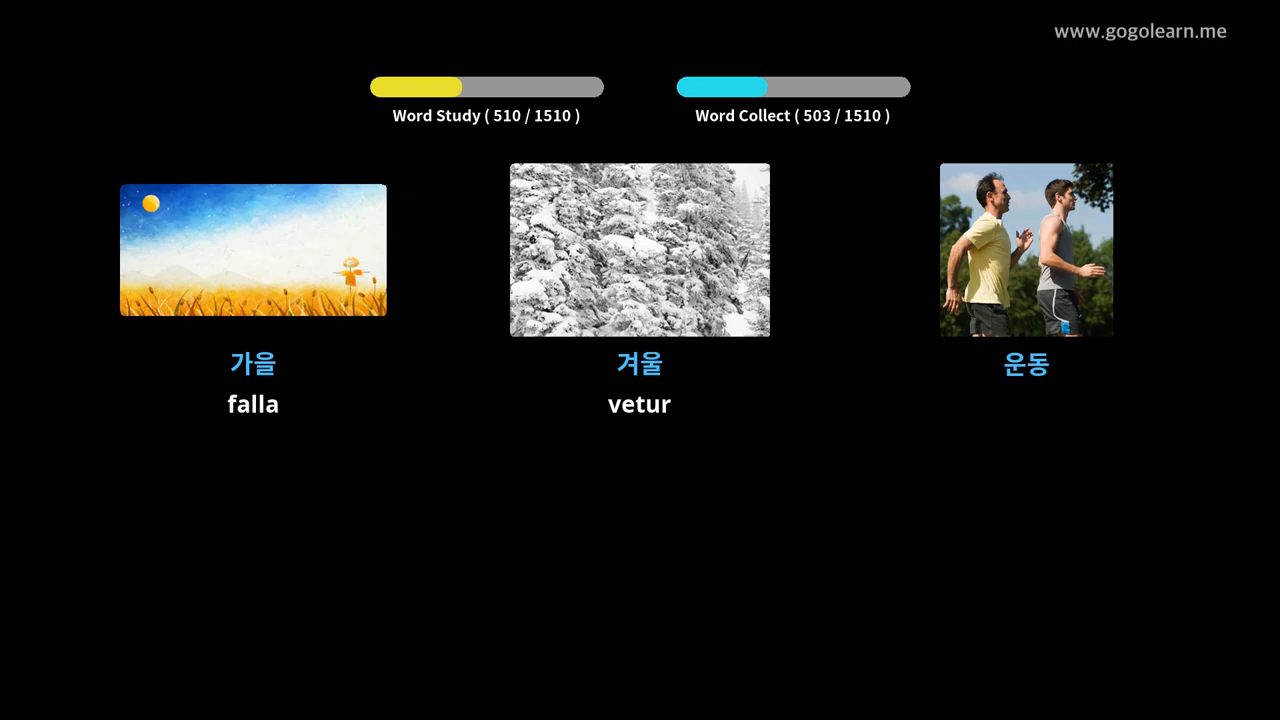 www.gogolearn.me
Word Study ( 510 / 1510 )
Word Collect ( 503 / 1510 )
가을
겨울
운동
falla
vetur